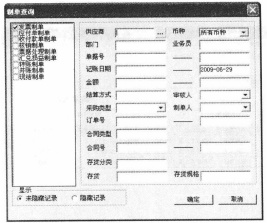 制单查询
发票制单
应付单制单
收付款单制单
核销制单
票据处理制单
汇兑损益制单
转账制单
并账制单
现结制单
供应商 ... 币种 所有币种
部门 业务员
单据号
记账日期 2009-06-29
金额
结算方式 审核人
采购类型 制单人
订单号
合同类型
合同号
存货分类
存货 存货规格
显示
未隐藏记录 隐藏记录
确定 取消